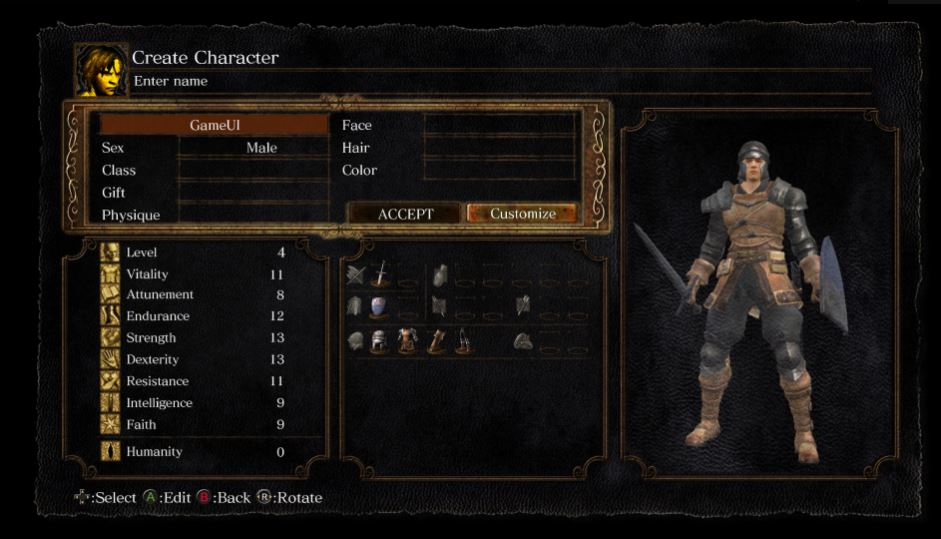 Create Character
Enter name
GameUI
Sex Male
Class
Gift
Physique
Face
Hair
Color
ACCEPT Customize
Level 4
Vitality 11
Attunement 8
Endurance 12
Strength 13
Dexterity 13
Resistance 11
Intelligence 9
Faith 9
Humanity 0
:Select A:Edit B:Back R:Rotate